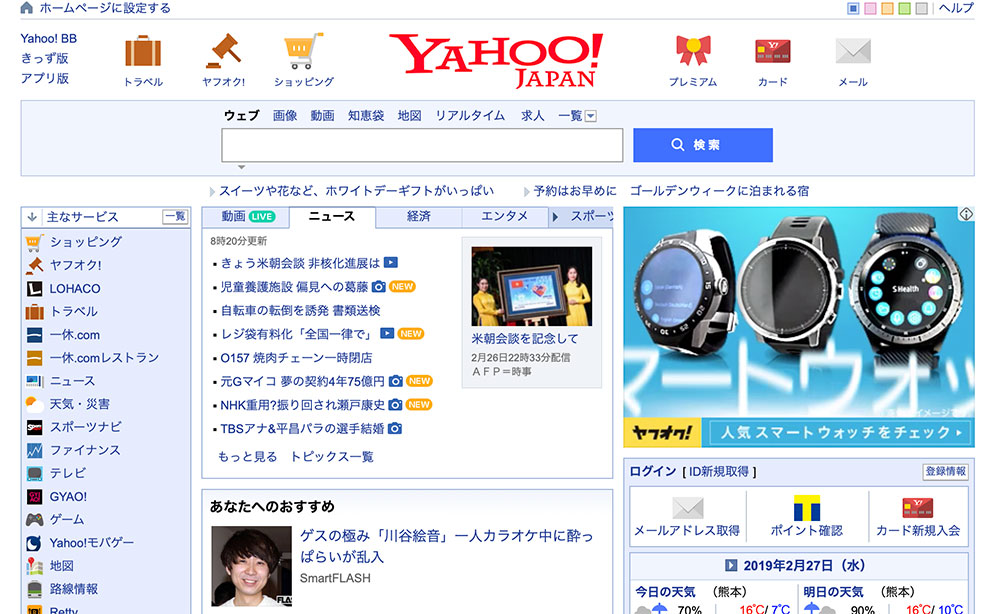 ホームページに設定する
ヘルプ
Yahoo! BB
きっず版
アプリ版
トラベル
ヤフオク!
ショッピング
YAHOO!
JAPAN
プレミアム
カード
メール
ウェブ 画像 動画 知恵袋 地図 リアルタイム 求人 一覧
検索
スイーツや花など、ホワイトデーギフトがいっぱい
予約はお早めに ゴールデンウィークに泊まれる宿
主なサービス 一覧
ショッピング
ヤフオク!
LOHACO
トラベル
一休.com
一休.comレストラン
ニュース
天気・災害
スポーツナビ
ファイナンス
テレビ
GYAO!
ゲーム
Yahoo!モバゲー
地図
路線情報
Retty
動画 LIVE ニュース 経済 エンタメ スポーツ
8時20分更新
きょう米朝会談 非核化進展は
児童養護施設 偏見への葛藤 NEW
自転車の転倒を誘発 書類送検
レジ袋有料化「全国一律で」 NEW
O157 焼肉チェーン一時閉店
元Gマイコ 夢の契約4年75億円 NEW
NHK重用?振り回され瀬戸康史 NEW
TBSアナ&平昌パラの選手結婚
もっと見る トピックス一覧
米朝会談を記念して
2月26日22時33分配信
AFP=時事
あなたへのおすすめ
ゲスの極み「川谷絵音」一人カラオケ中に酔っ
ぱらいが乱入
SmartFLASH
S Health
マートウォッ
ヤフオク!
人気 スマートウォッチをチェック
ログイン [ ID新規取得 ]
登録情報
メールアドレス取得
ポイント確認
カード新規入会
2019年2月27日(水)
今日の天気 (熊本)
70% 16℃/ 7℃
明日の天気 (熊本)
90% 16℃/ 10℃